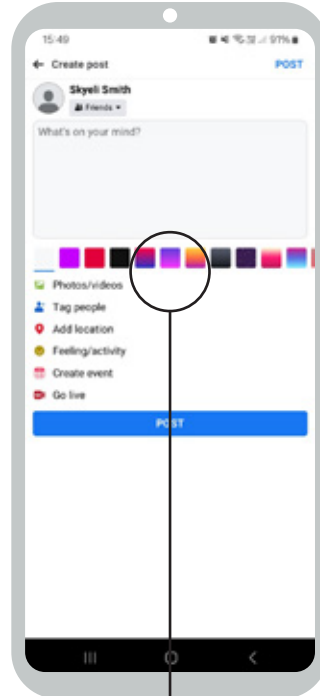 15:49 97%
Create post POST
Skyeli Smith
Friends
What's on your mind?
Photos/videos
Tag people
Add location
Feeling/activity
Create event
Go live
POST